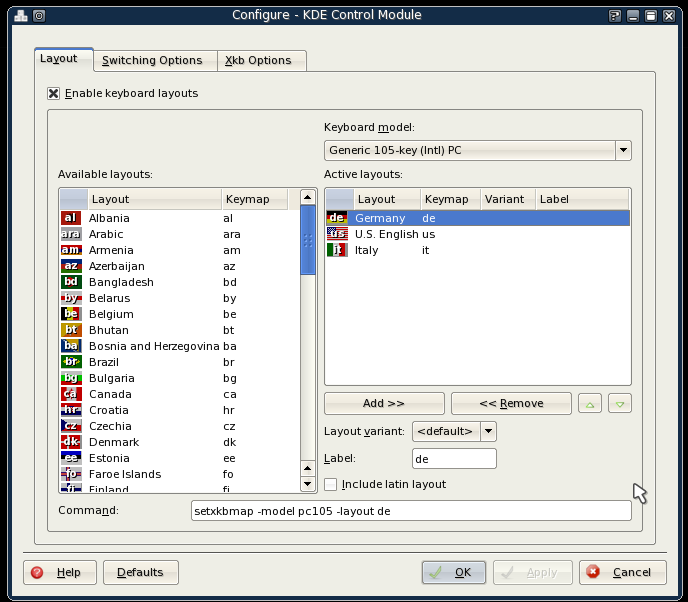 Configure - KDE Control Module
Layout Switching Options Xkb Options
Enable keyboard layouts
Keyboard model:
Generic 105-key (Intl) PC
Available layouts:
Layout Keymap
al Albania al
ara Arabic ara
am Armenia am
az Azerbaijan az
bd Bangladesh bd
by Belarus by
be Belgium be
bt Bhutan bt
ba Bosnia and Herzegovina ba
br Brazil br
bg Bulgaria bg
ca Canada ca
hr Croatia hr
cz Czechia cz
dk Denmark dk
ee Estonia ee
fo Faroe Islands fo
fi Finland fi
Active layouts:
Layout Keymap Variant Label
de Germany de
us U.S. English us
it Italy it
Add >> << Remove
Layout variant: <default>
Label: de
Include latin layout
Command: setxkbmap -model pc105 -layout de
Help Defaults OK Apply Cancel